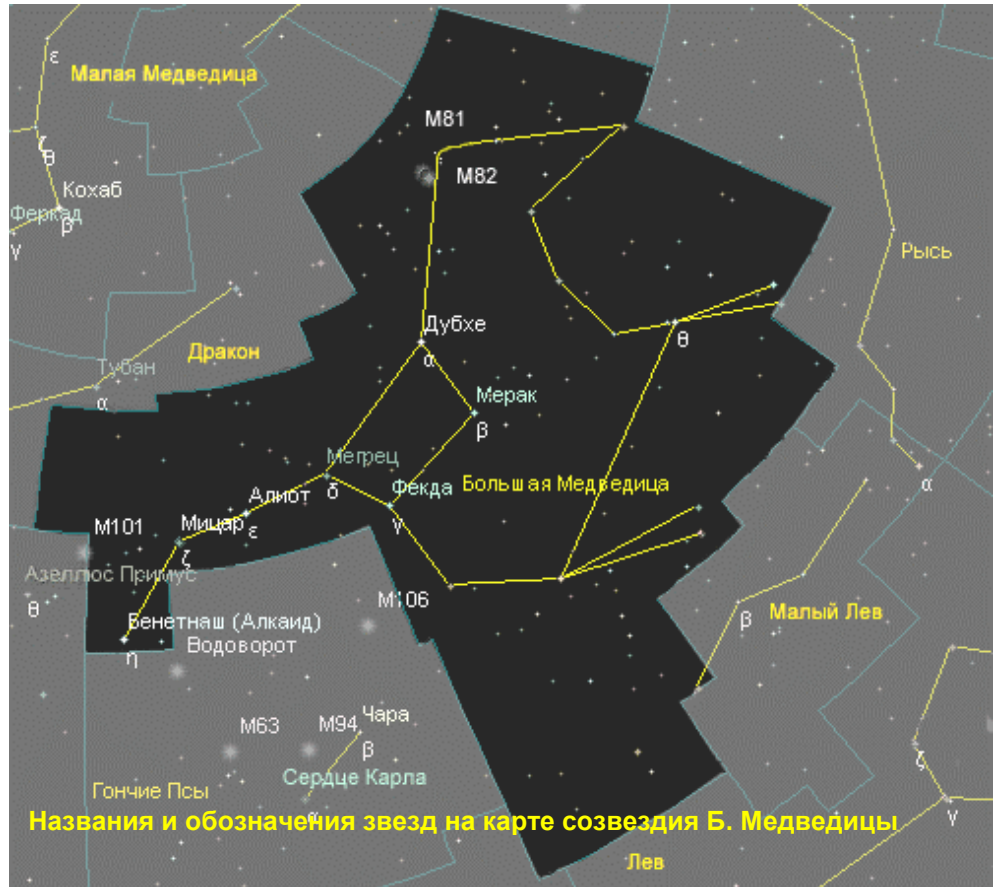 ε
Малая Медведица
M81
ζ
θ
M82
Кохаб
Феркад
β
γ
Рысь
Дубхе
Дракон
θ
α
Тубан
α
Мерак
β
Мегрец
Фекда
Большая Медведица
α
δ
Алиот
γ
M101
Мицар
ε
ζ
Азеллюс Примус
θ
M106
Малый Лев
β
Бенетнаш (Алкаид)
Водоворот
η
M63
M94
Чара
β
ζ
Сердце Карла
Гончие Псы
α
γ
Названия и обозначения звезд на карте созвездия Б. Медведицы
Лев